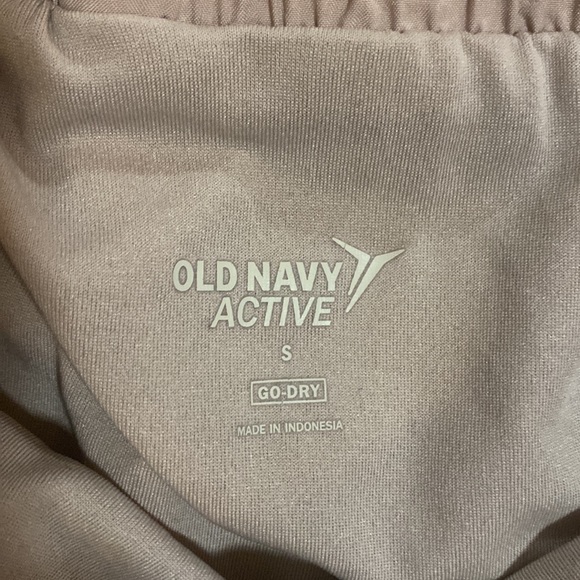 OLD NAVY
ACTIVE
S
GO-DRY
MADE IN INDONESIA